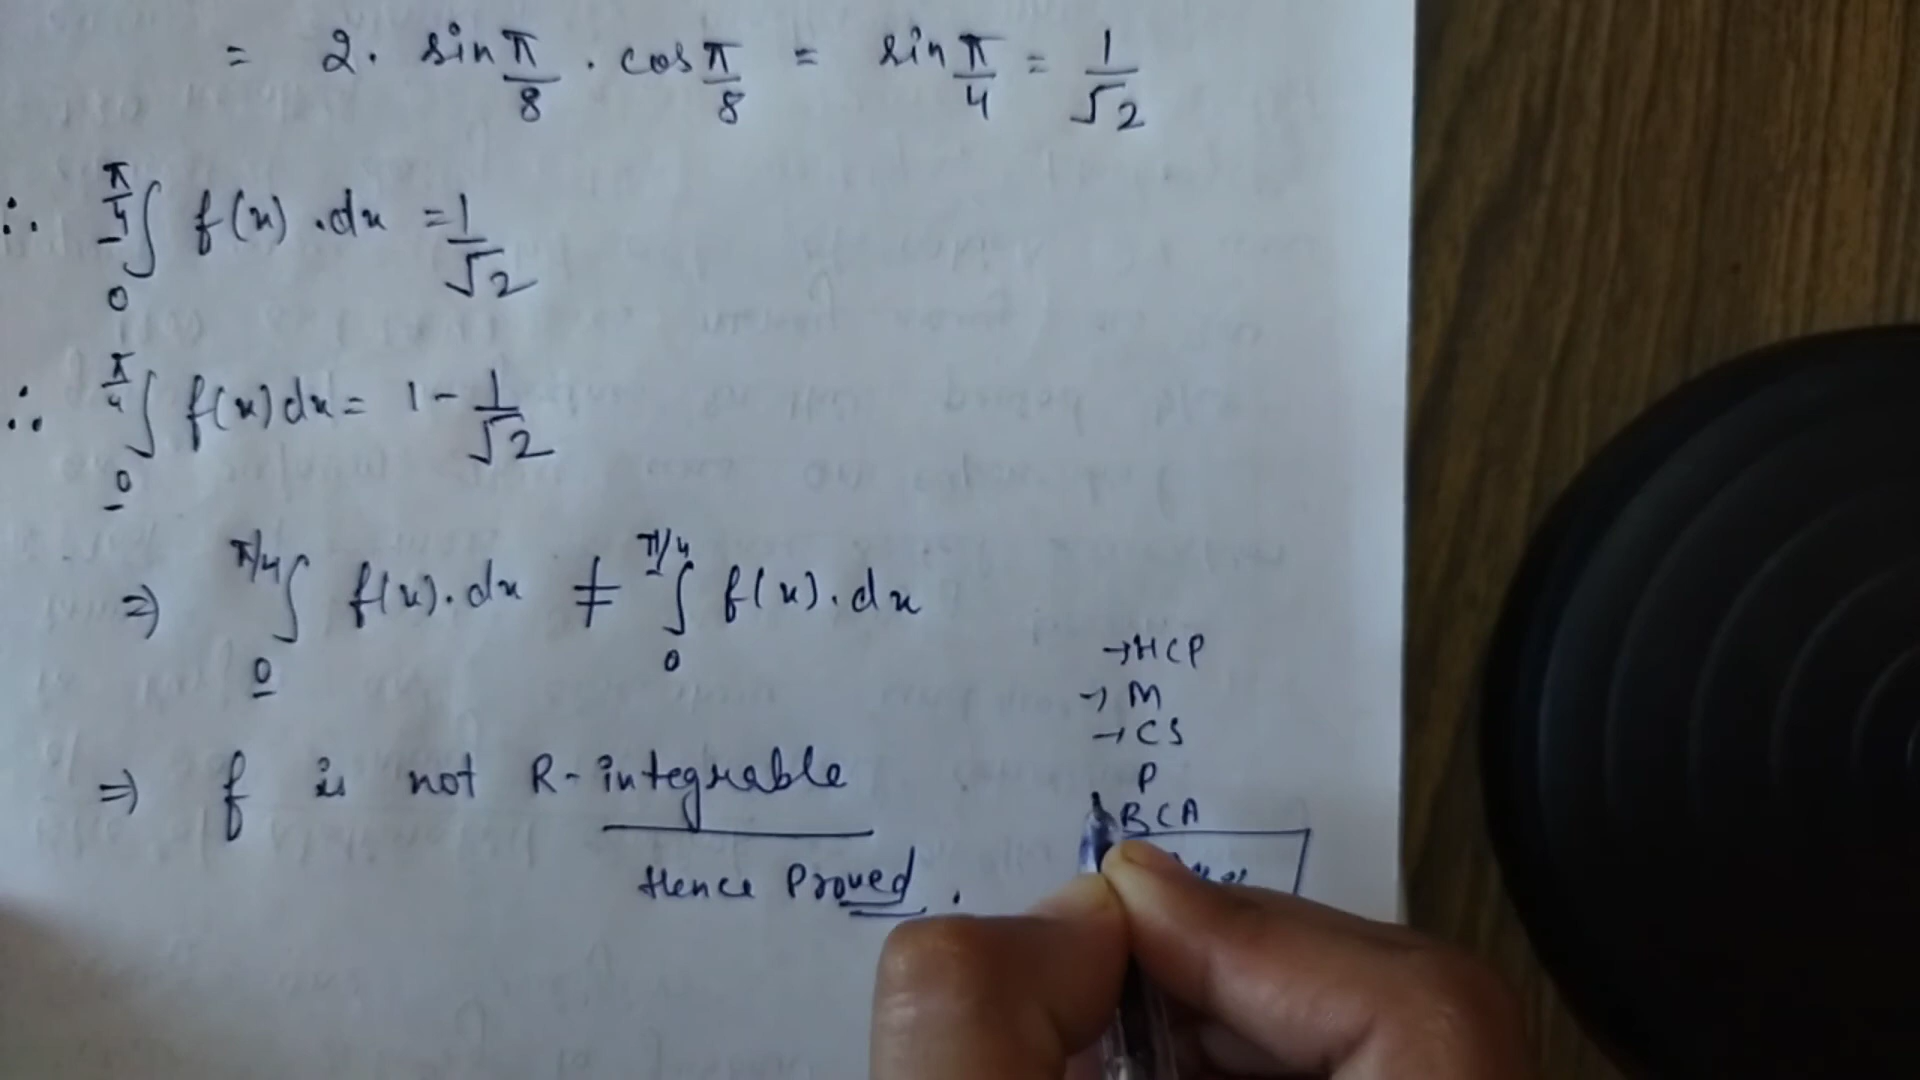 = 2. sin π/8 . cos π/8 = sin π/4 = 1/√2
∴ ∫ π/4 0 f(x) .dx = 1/√2
∴ ∫ π/4 0 f(x)dx = 1 - 1/√2
⇒ π/4 ∫ 0 f(x). dx ≠ π/4 ∫ 0 f(x). dx
→ HCP
→ M
→ CS
P
BCA
⇒ f is not R-integrable
Hence Proved .